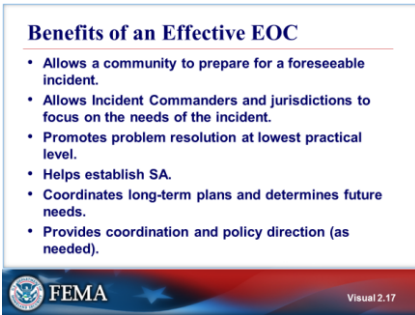 Benefits of an Effective EOC
• Allows a community to prepare for a foreseeable
incident.
• Allows Incident Commanders and jurisdictions to
focus on the needs of the incident.
• Promotes problem resolution at lowest practical
level.
• Helps establish SA.
• Coordinates long-term plans and determines future
needs.
• Provides coordination and policy direction (as
needed).
FEMA
Visual 2.17